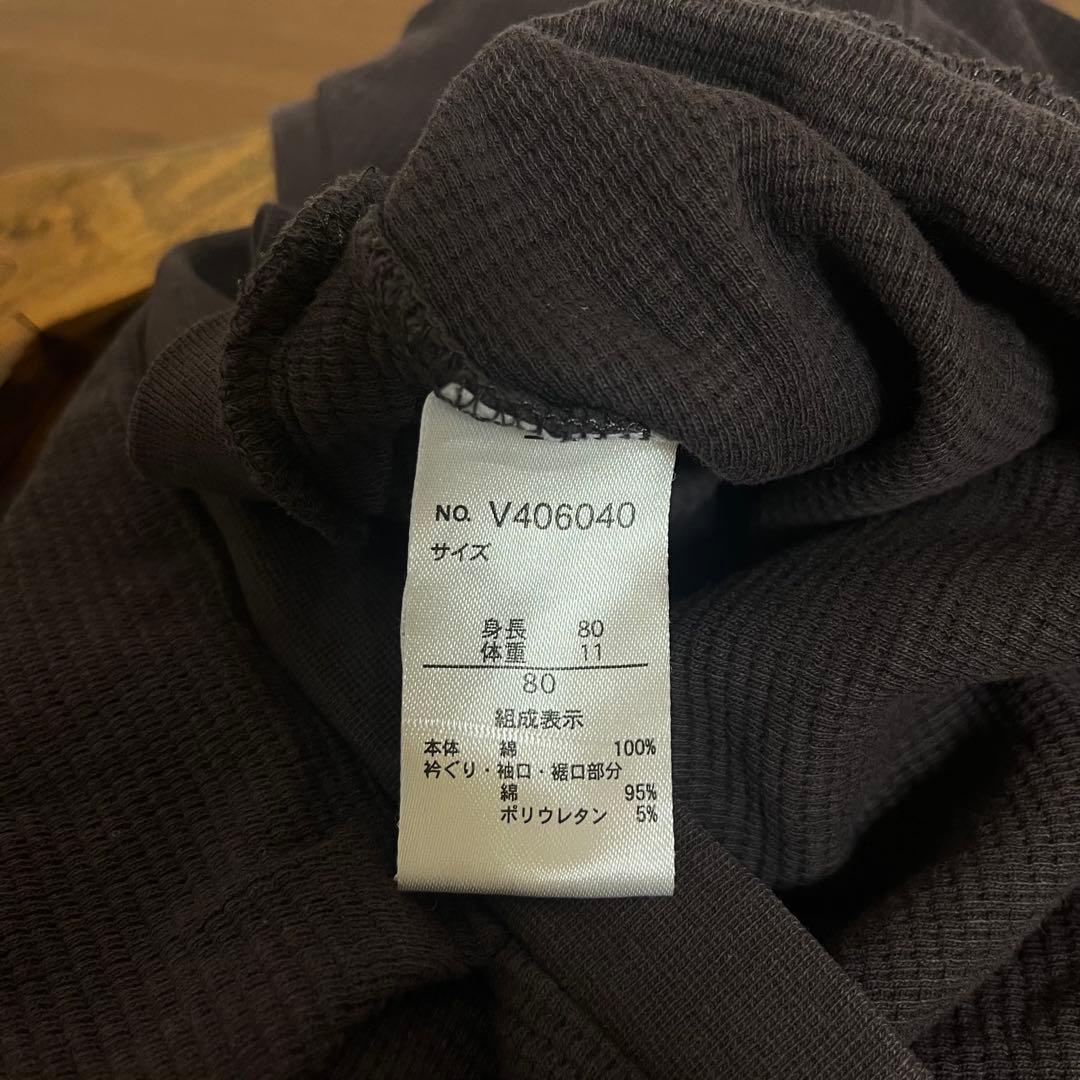 NO. V406040
サイズ
身長 80
体重 11
80
組成表示
本体 綿 100%
衿ぐり・袖口・裾口部分
綿 95%
ポリウレタン 5%